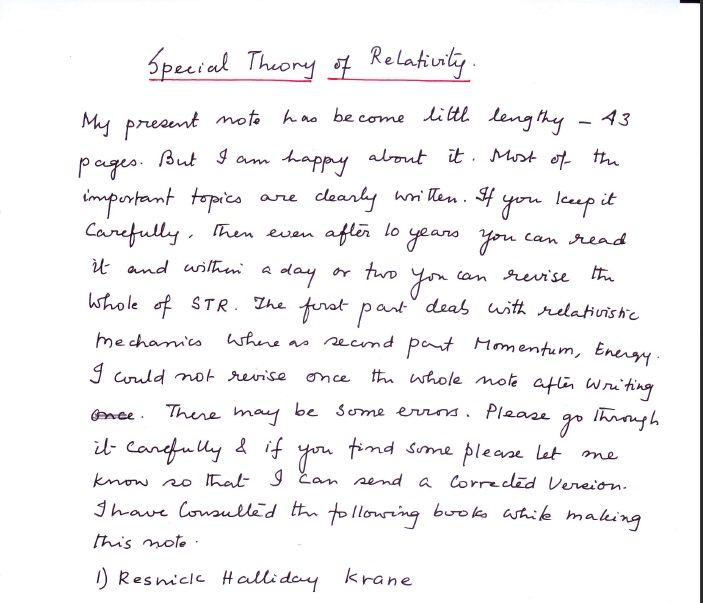 Special Theory of Relativity.
My present note has become little lengthy – 43
pages. But I am happy about it. Most of the
important topics are clearly written. If you keep it
Carefully, Then even after 10 years you can read
it and within a day or two you can revise the
whole of STR. The first part deals with relativistic
mechanics where as second part Momentum, Energy.
I could not revise once the whole note after writing
once. There may be some errors. Please go through
it carefully & if you find some please let me
know so that I can send a Corrected Version.
I have Consulted the following books while making
this note.
1) Resnick Halliday Krane